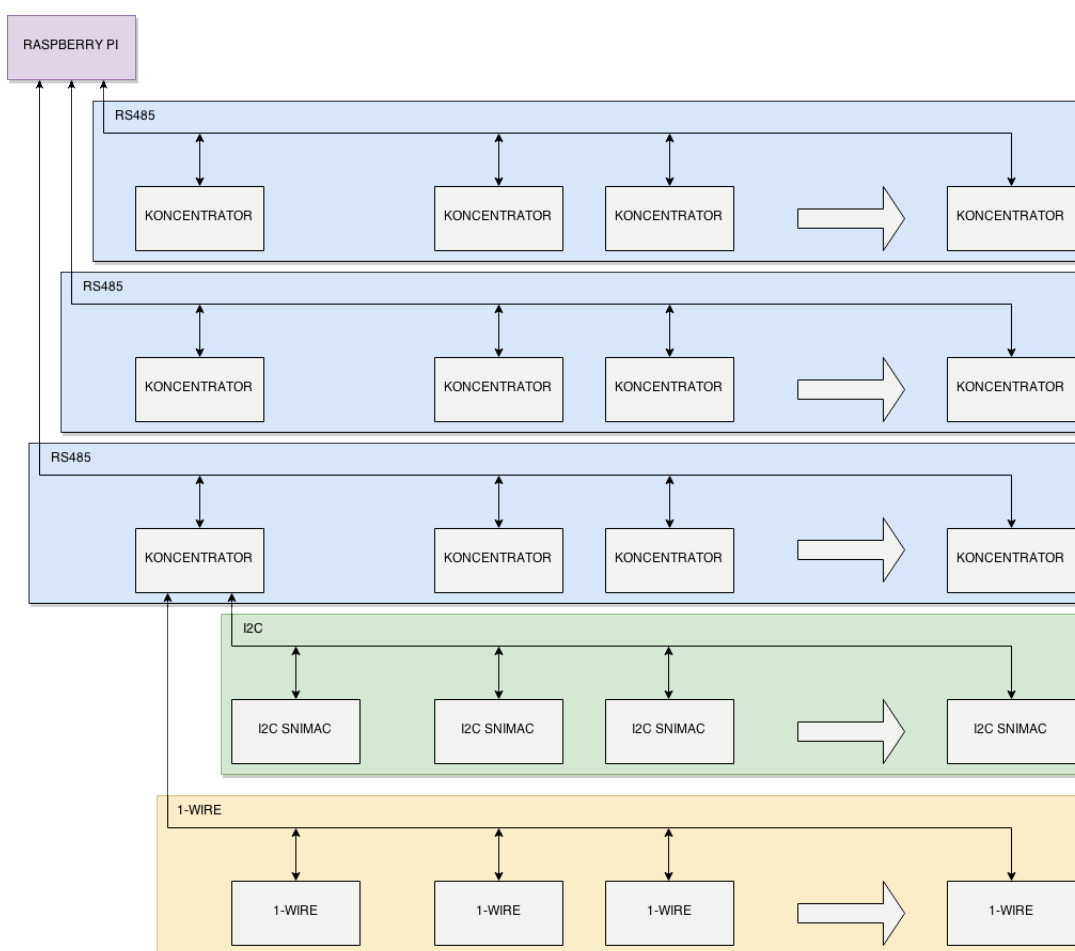 RASPBERRY PI
RS485
KONCENTRATOR
KONCENTRATOR
KONCENTRATOR
KONCENTRATOR
RS485
KONCENTRATOR
KONCENTRATOR
KONCENTRATOR
KONCENTRATOR
RS485
KONCENTRATOR
KONCENTRATOR
KONCENTRATOR
KONCENTRATOR
I2C
I2C SNIMAC
I2C SNIMAC
I2C SNIMAC
I2C SNIMAC
1-WIRE
1-WIRE
1-WIRE
1-WIRE
1-WIRE